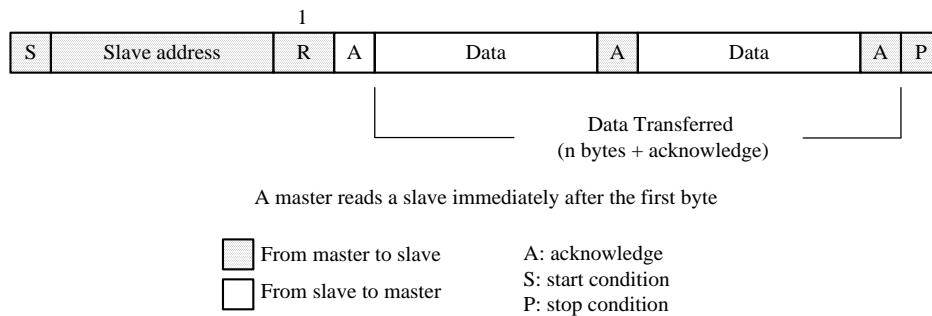 1
S Slave address R A Data A Data A P
Data Transferred
(n bytes + acknowledge)
A master reads a slave immediately after the first byte
From master to slave
From slave to master
A: acknowledge
S: start condition
P: stop condition